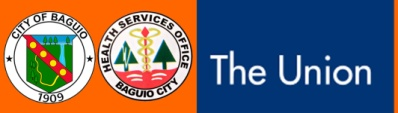 CITY OF BAGUIO
1909
HEALTH SERVICES OFFICE
BAGUIO CITY
The Union